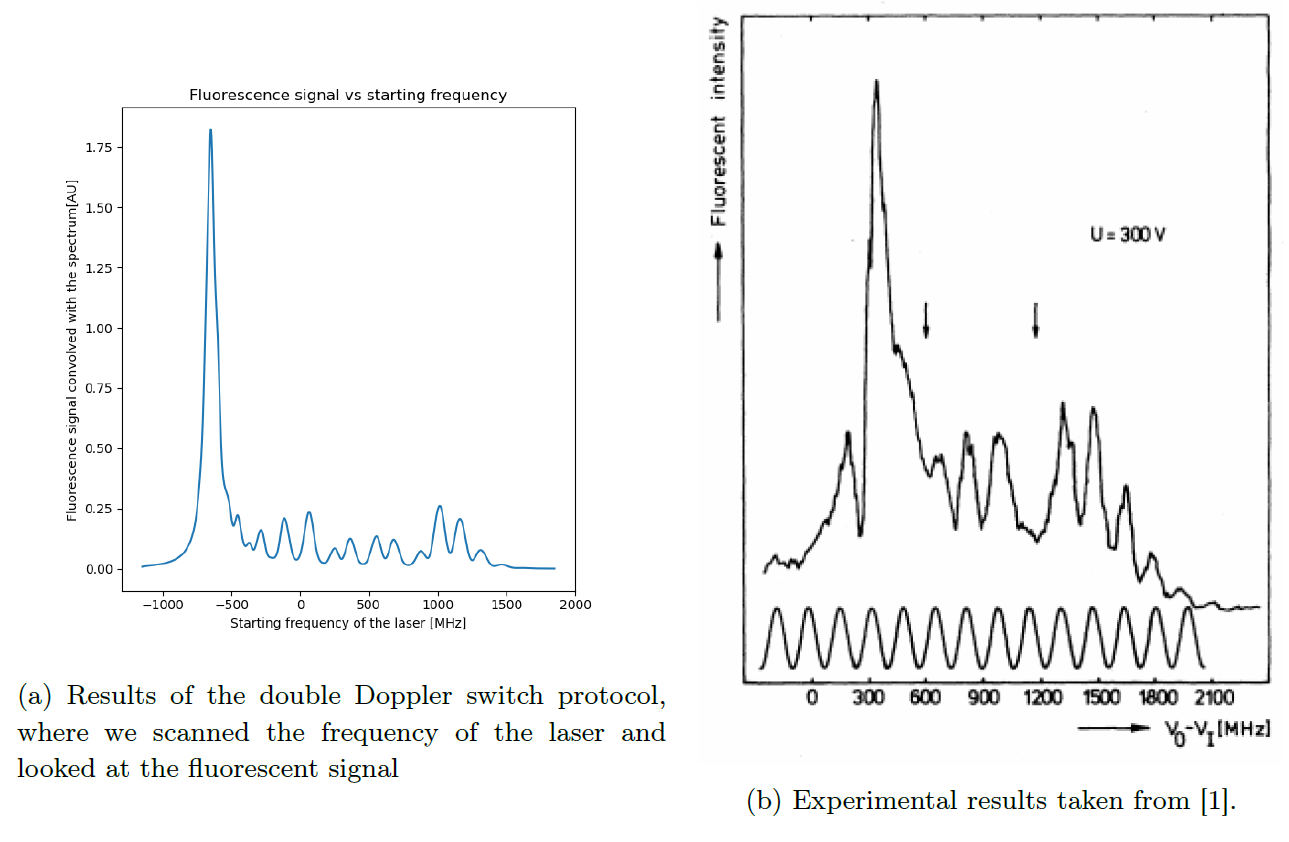 Fluorescence signal vs starting frequency
Fluorescence signal convolved with the spectrum[AU]
1.75
1.50
1.25
1.00
0.75
0.50
0.25
0.00
−1000 −500 0 500 1000 1500 2000
Starting frequency of the laser [MHz]
(a) Results of the double Doppler switch protocol,
where we scanned the frequency of the laser and
looked at the fluorescent signal
Fluorescent intensity
U = 300 V
0 300 600 900 1200 1500 1800 2100
V0-VI [MHz]
(b) Experimental results taken from [1].